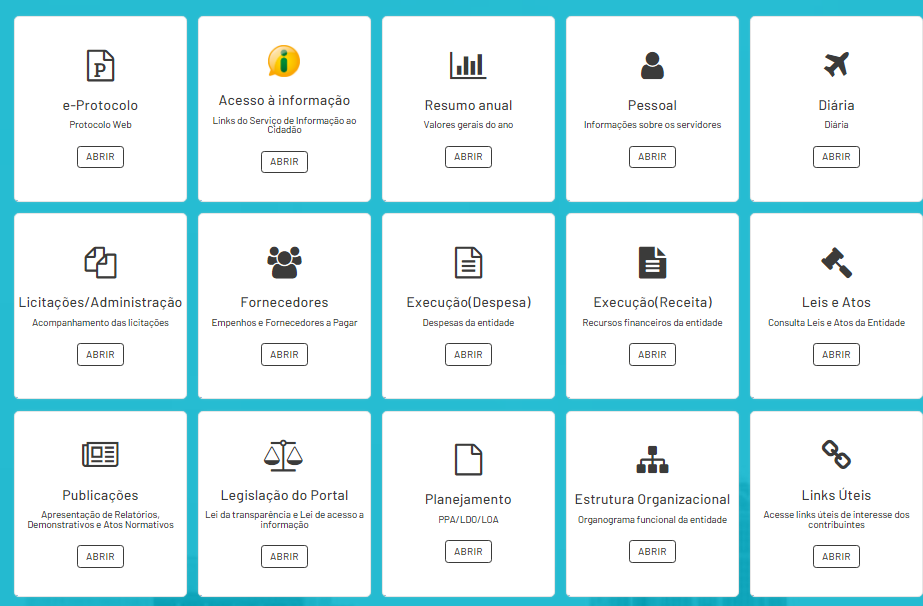 P
e-Protocolo
Protocolo Web
ABRIR
i
Acesso à informação
Links do Serviço de Informação ao
Cidadão
ABRIR
Resumo anual
Valores gerais do ano
ABRIR
Pessoal
Informações sobre os servidores
ABRIR
Diária
Diária
ABRIR
Licitações/Administração
Acompanhamento das licitações
ABRIR
Fornecedores
Empenhos e Fornecedores a Pagar
ABRIR
Execução(Despesa)
Despesas da entidade
ABRIR
Execução(Receita)
Recursos financeiros da entidade
ABRIR
Leis e Atos
Consulta Leis e Atos da Entidade
ABRIR
Publicações
Apresentação de Relatórios,
Demonstrativos e Atos Normativos
ABRIR
Legislação do Portal
Lei da transparência e Lei de acesso a
informação
ABRIR
Planejamento
PPA/LDO/LOA
ABRIR
Estrutura Organizacional
Organograma funcional da entidade
ABRIR
Links Úteis
Acesse links úteis de interesse dos
contribuintes
ABRIR